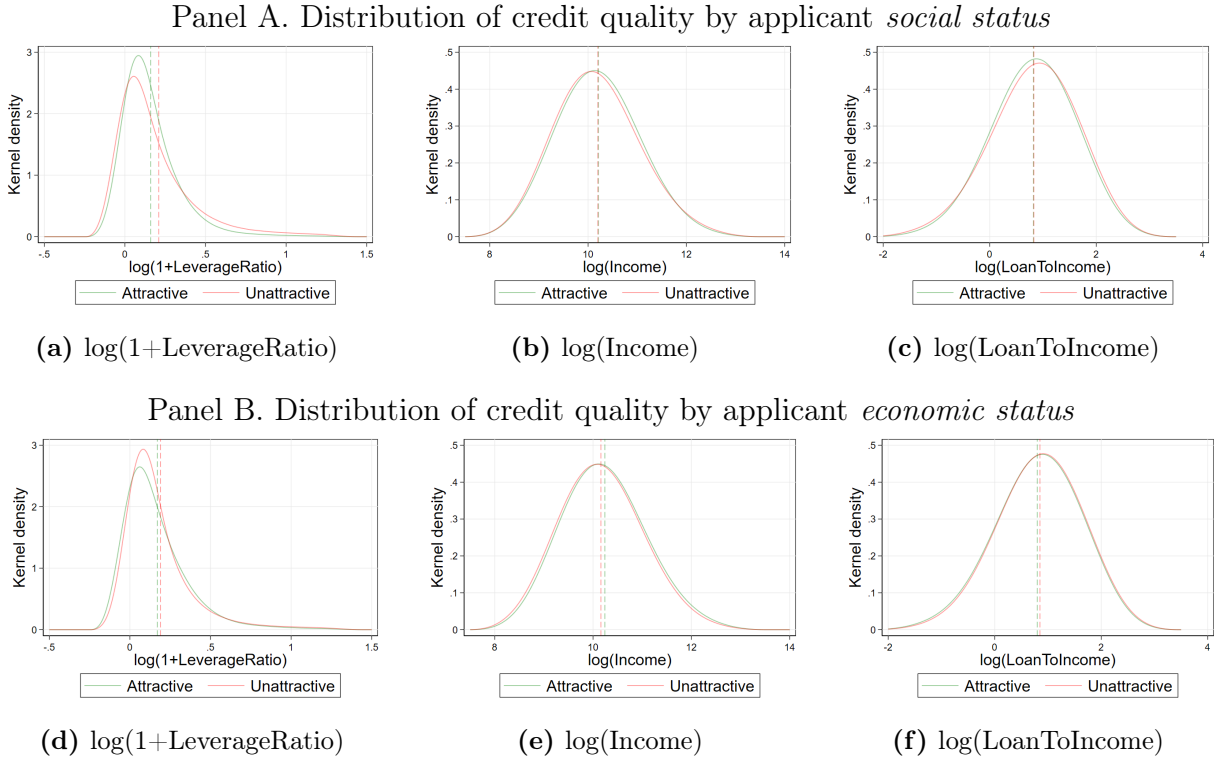 Panel A. Distribution of credit quality by applicant social status
3
2
1
0
Kernel density
-.5 0 .5 1 1.5
log(1+LeverageRatio)
Attractive Unattractive
.5
.4
.3
.2
.1
0
Kernel density
8 10 12 14
log(Income)
Attractive Unattractive
.5
.4
.3
.2
.1
0
Kernel density
-2 0 2 4
log(LoanToIncome)
Attractive Unattractive
(a) log(1+LeverageRatio)
(b) log(Income)
(c) log(LoanToIncome)
Panel B. Distribution of credit quality by applicant economic status
3
2
1
0
Kernel density
-.5 0 .5 1 1.5
log(1+LeverageRatio)
Attractive Unattractive
.5
.4
.3
.2
.1
0
Kernel density
8 10 12 14
log(Income)
Attractive Unattractive
.5
.4
.3
.2
.1
0
Kernel density
-2 0 2 4
log(LoanToIncome)
Attractive Unattractive
(d) log(1+LeverageRatio)
(e) log(Income)
(f) log(LoanToIncome)